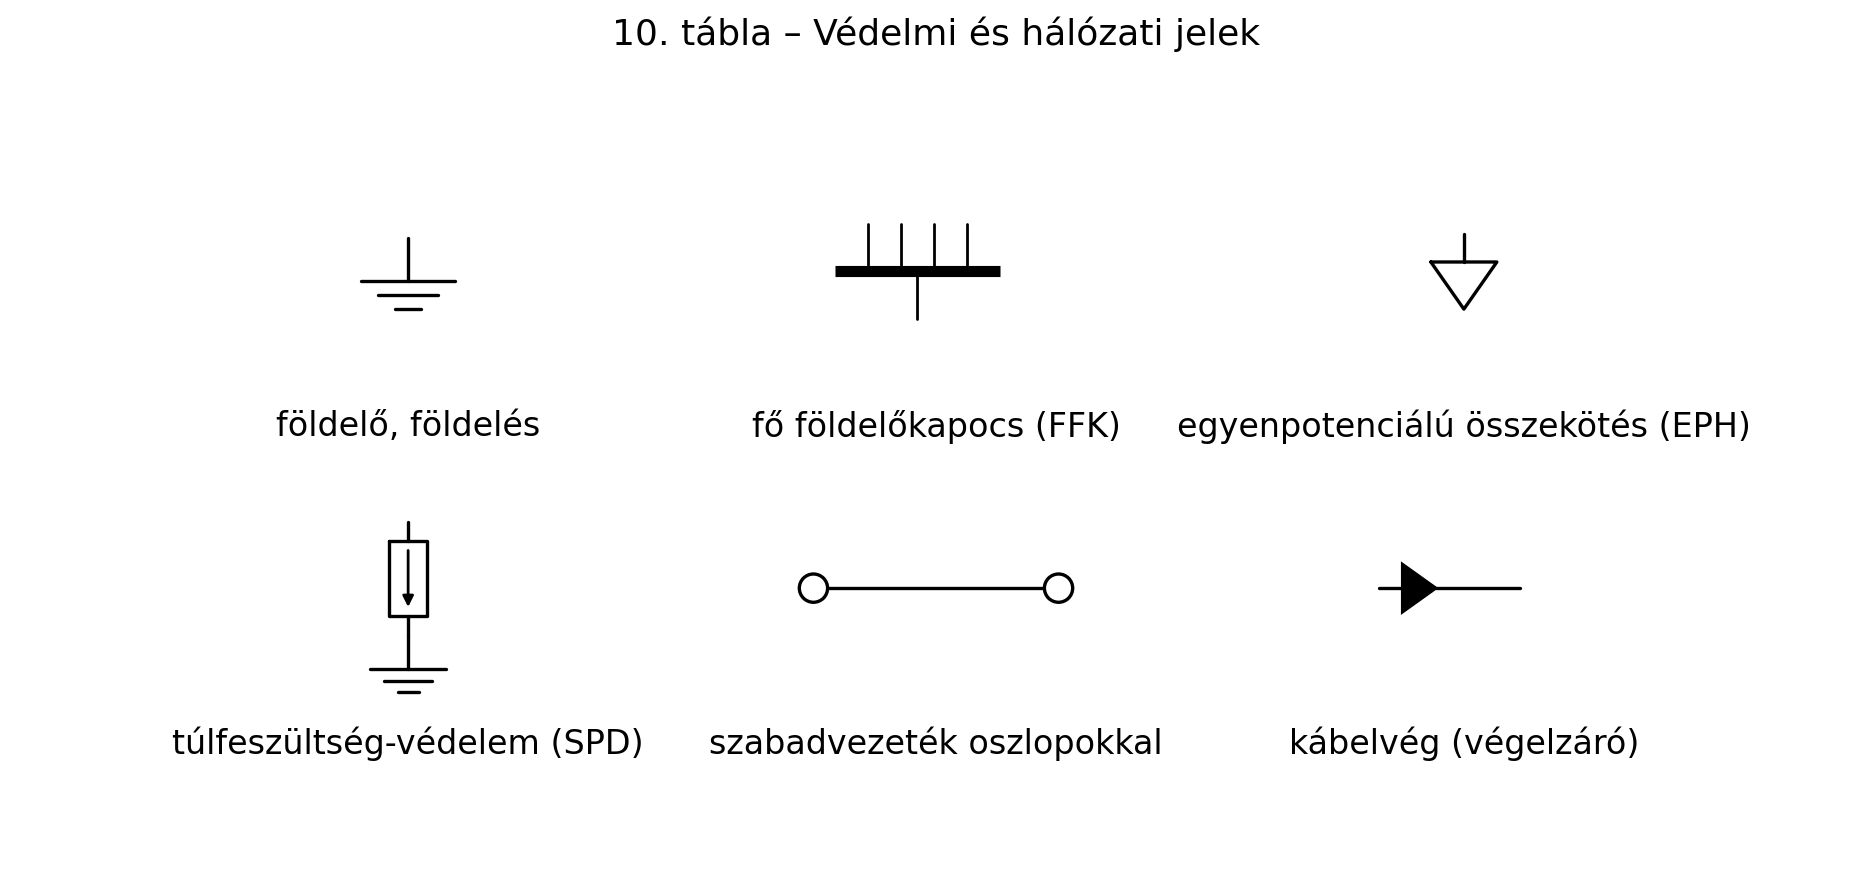 10. tábla – Védelmi és hálózati jelek
földelő, földelés
fő földelőkapocs (FFK)
egyenpotenciálú összekötés (EPH)
túlfeszültség-védelem (SPD)
szabadvezeték oszlopokkal
kábelvég (végelzáró)